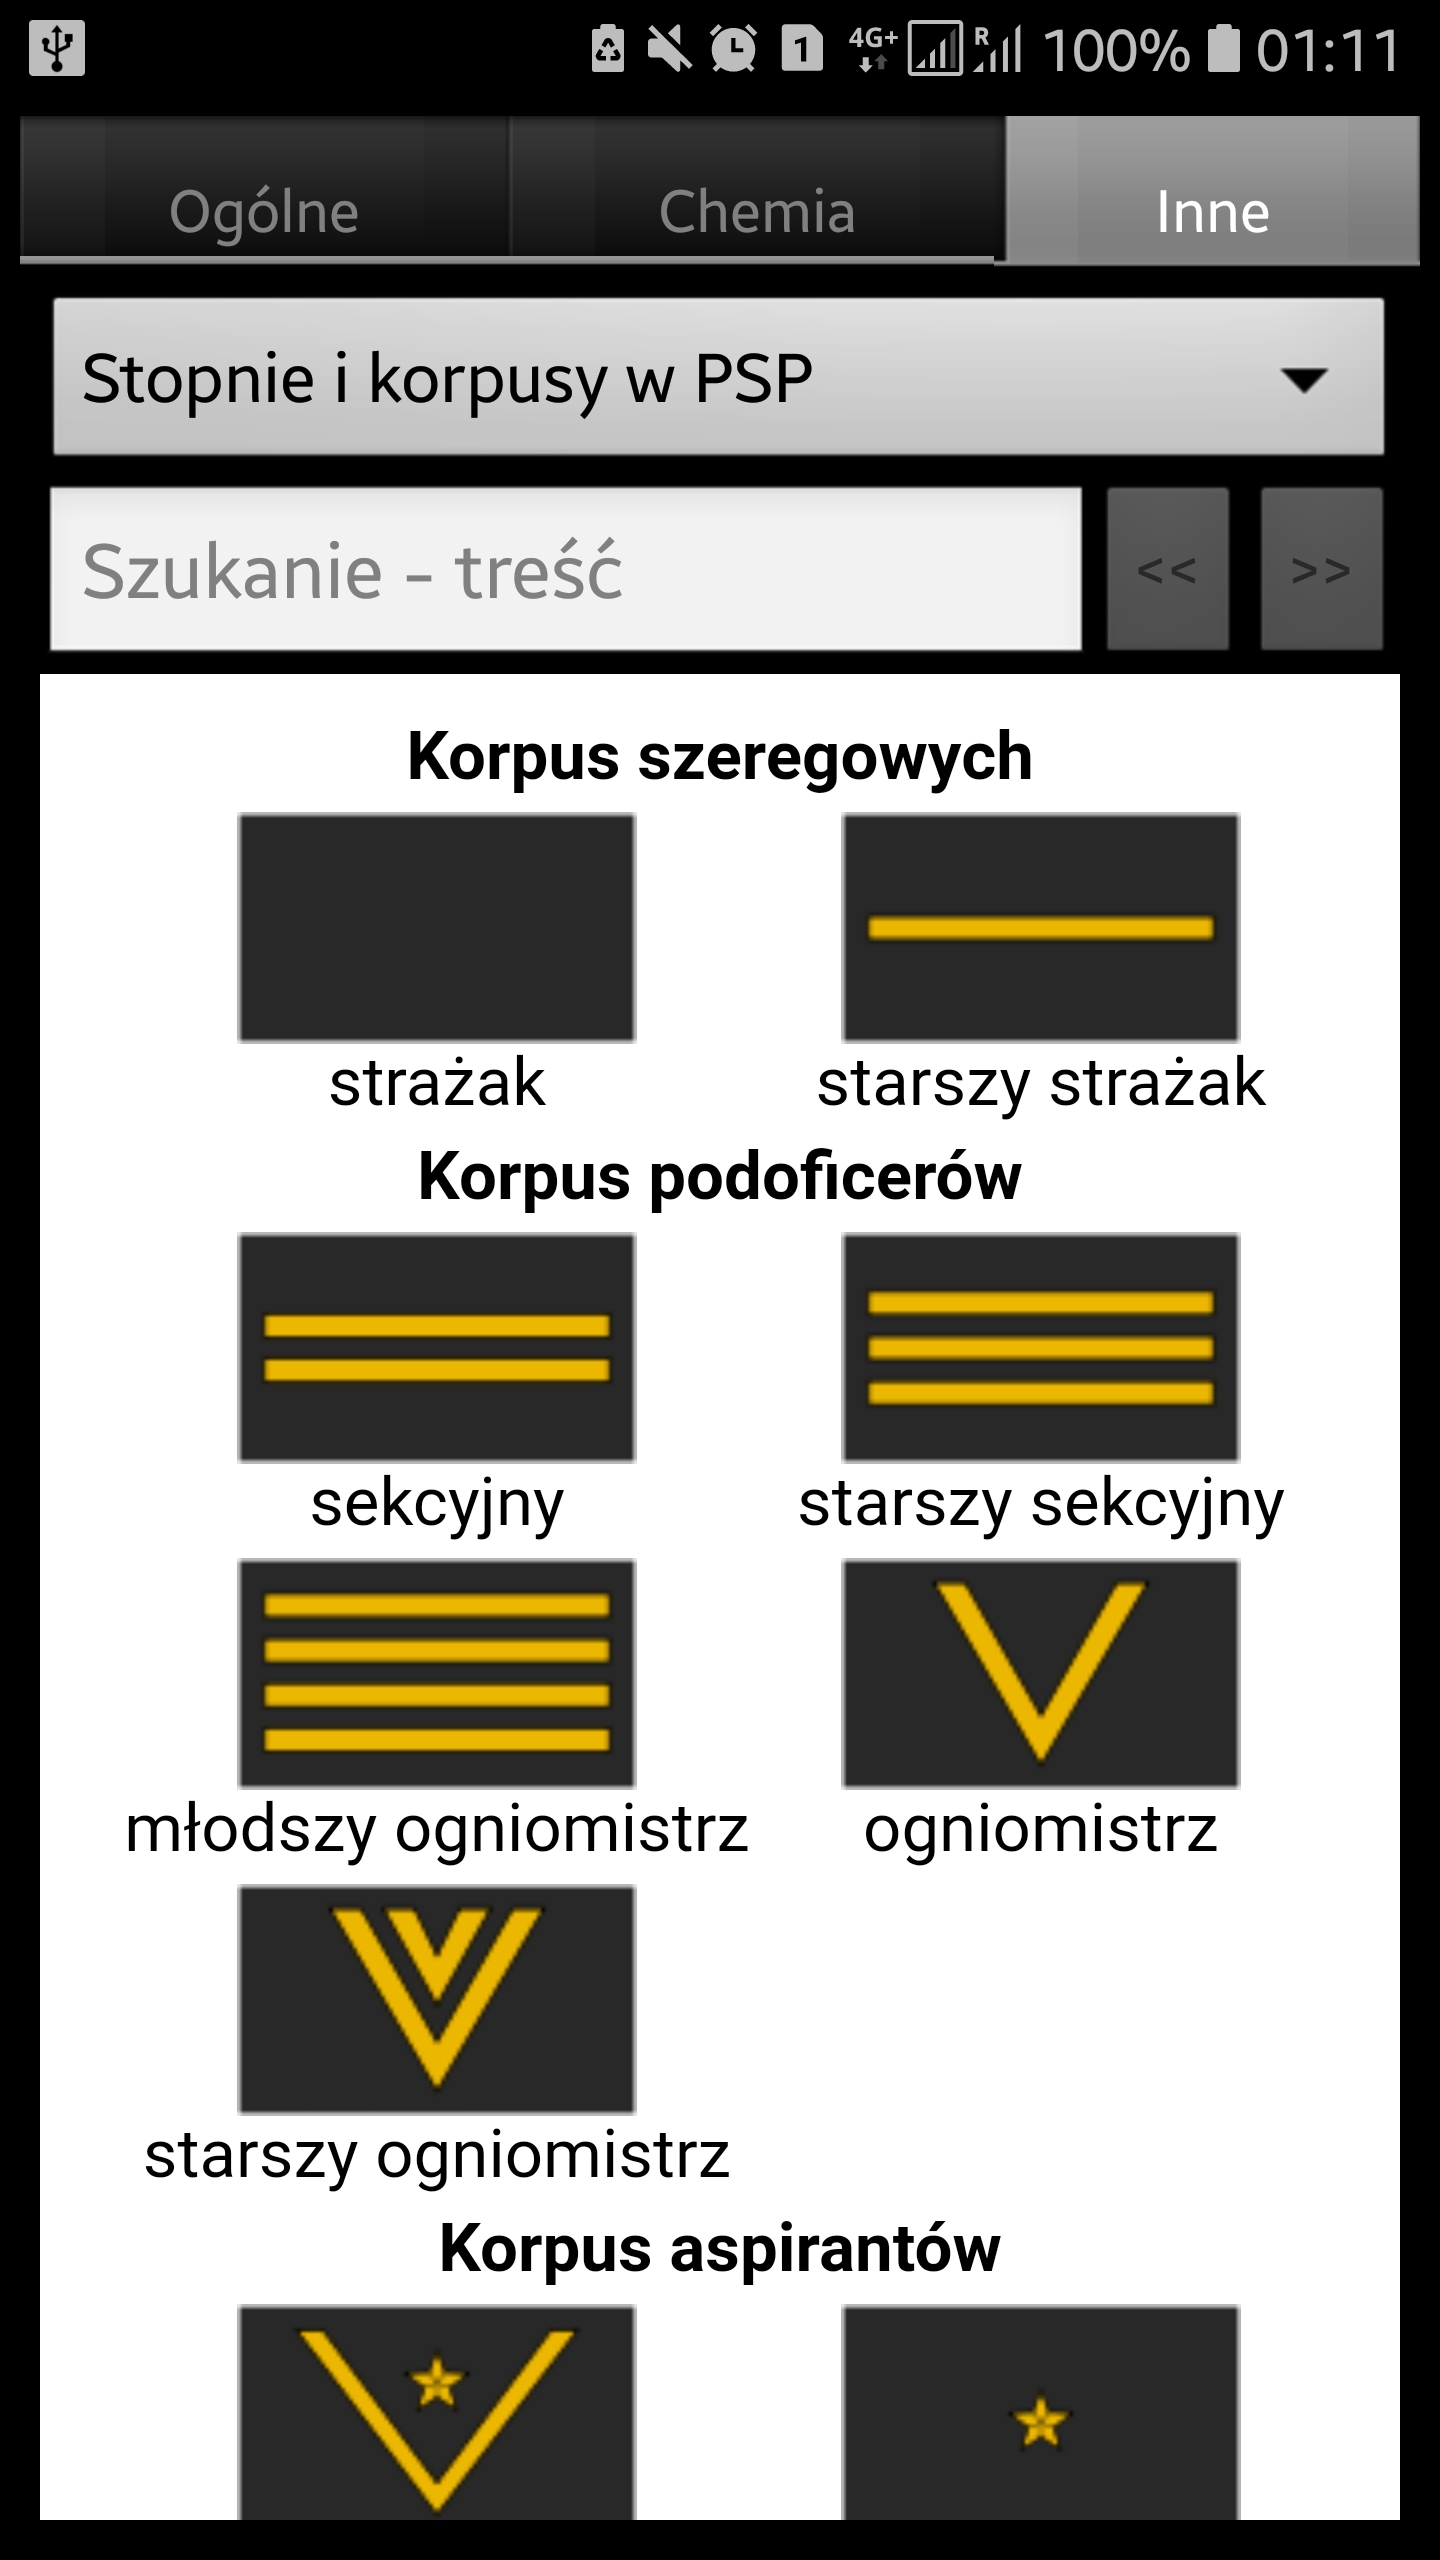 1 4G+ R 100% 01:11
Ogólne Chemia Inne
Stopnie i korpusy w PSP
Szukanie - treść << >>
Korpus szeregowych
strażak starszy strażak
Korpus podoficerów
sekcyjny starszy sekcyjny
młodszy ogniomistrz ogniomistrz
starszy ogniomistrz
Korpus aspirantów